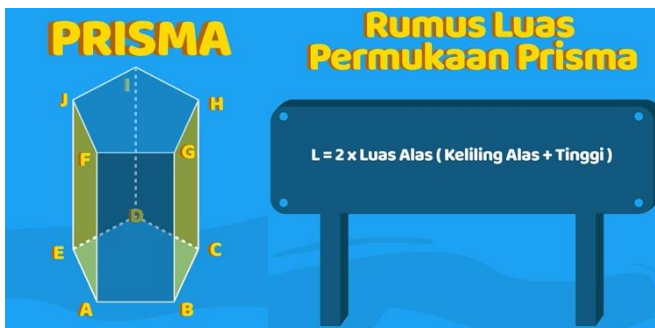 PRISMA
Rumus Luas
Permukaan Prisma
I
J
H
F
G
L = 2 x Luas Alas ( Keliling Alas + Tinggi )
D
E
C
A
B